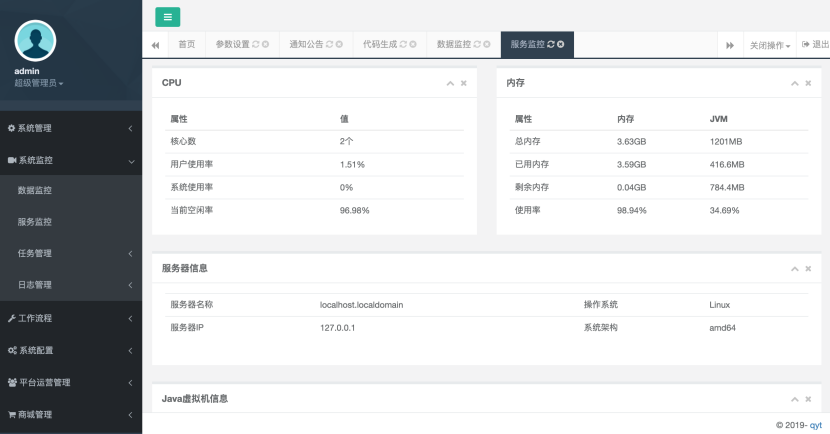 首页 参数设置 通知公告 代码生成 数据监控 服务监控 关闭操作 退出
admin
超级管理员
系统管理
系统监控
数据监控
服务监控
任务管理
日志管理
工作流程
系统配置
平台运营管理
商城管理
CPU
属性 值
核心数 2个
用户使用率 1.51%
系统使用率 0%
当前空闲率 96.98%
内存
属性 内存 JVM
总内存 3.63GB 1201MB
已用内存 3.59GB 416.6MB
剩余内存 0.04GB 784.4MB
使用率 98.94% 34.69%
服务器信息
服务器名称 localhost.localdomain 操作系统 Linux
服务器IP 127.0.0.1 系统架构 amd64
Java虚拟机信息
© 2019- qyt